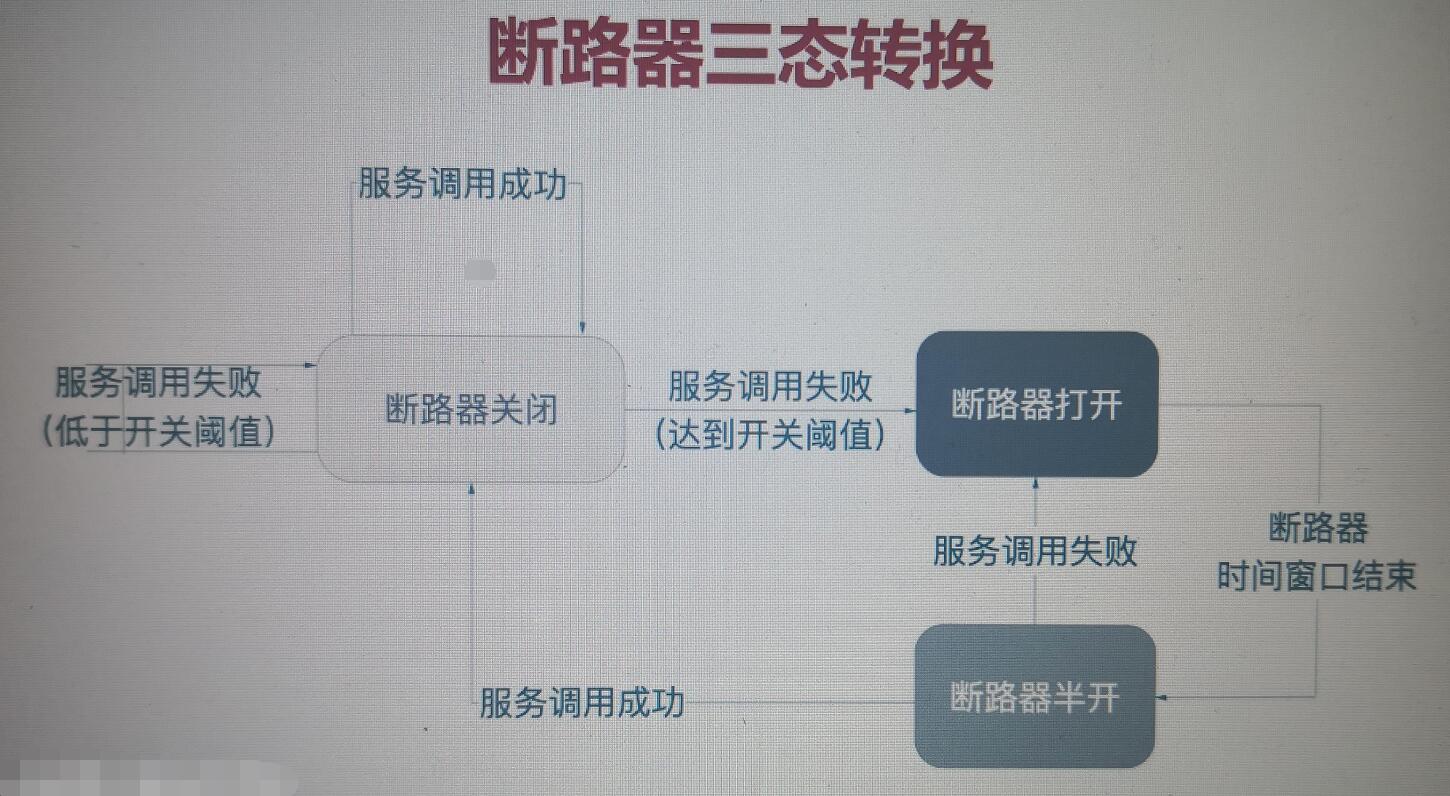 断路器三态转换
服务调用成功
服务调用失败
(低于开关阈值)
断路器关闭
服务调用失败
(达到开关阈值)
断路器打开
服务调用失败
断路器
时间窗口结束
服务调用成功
断路器半开